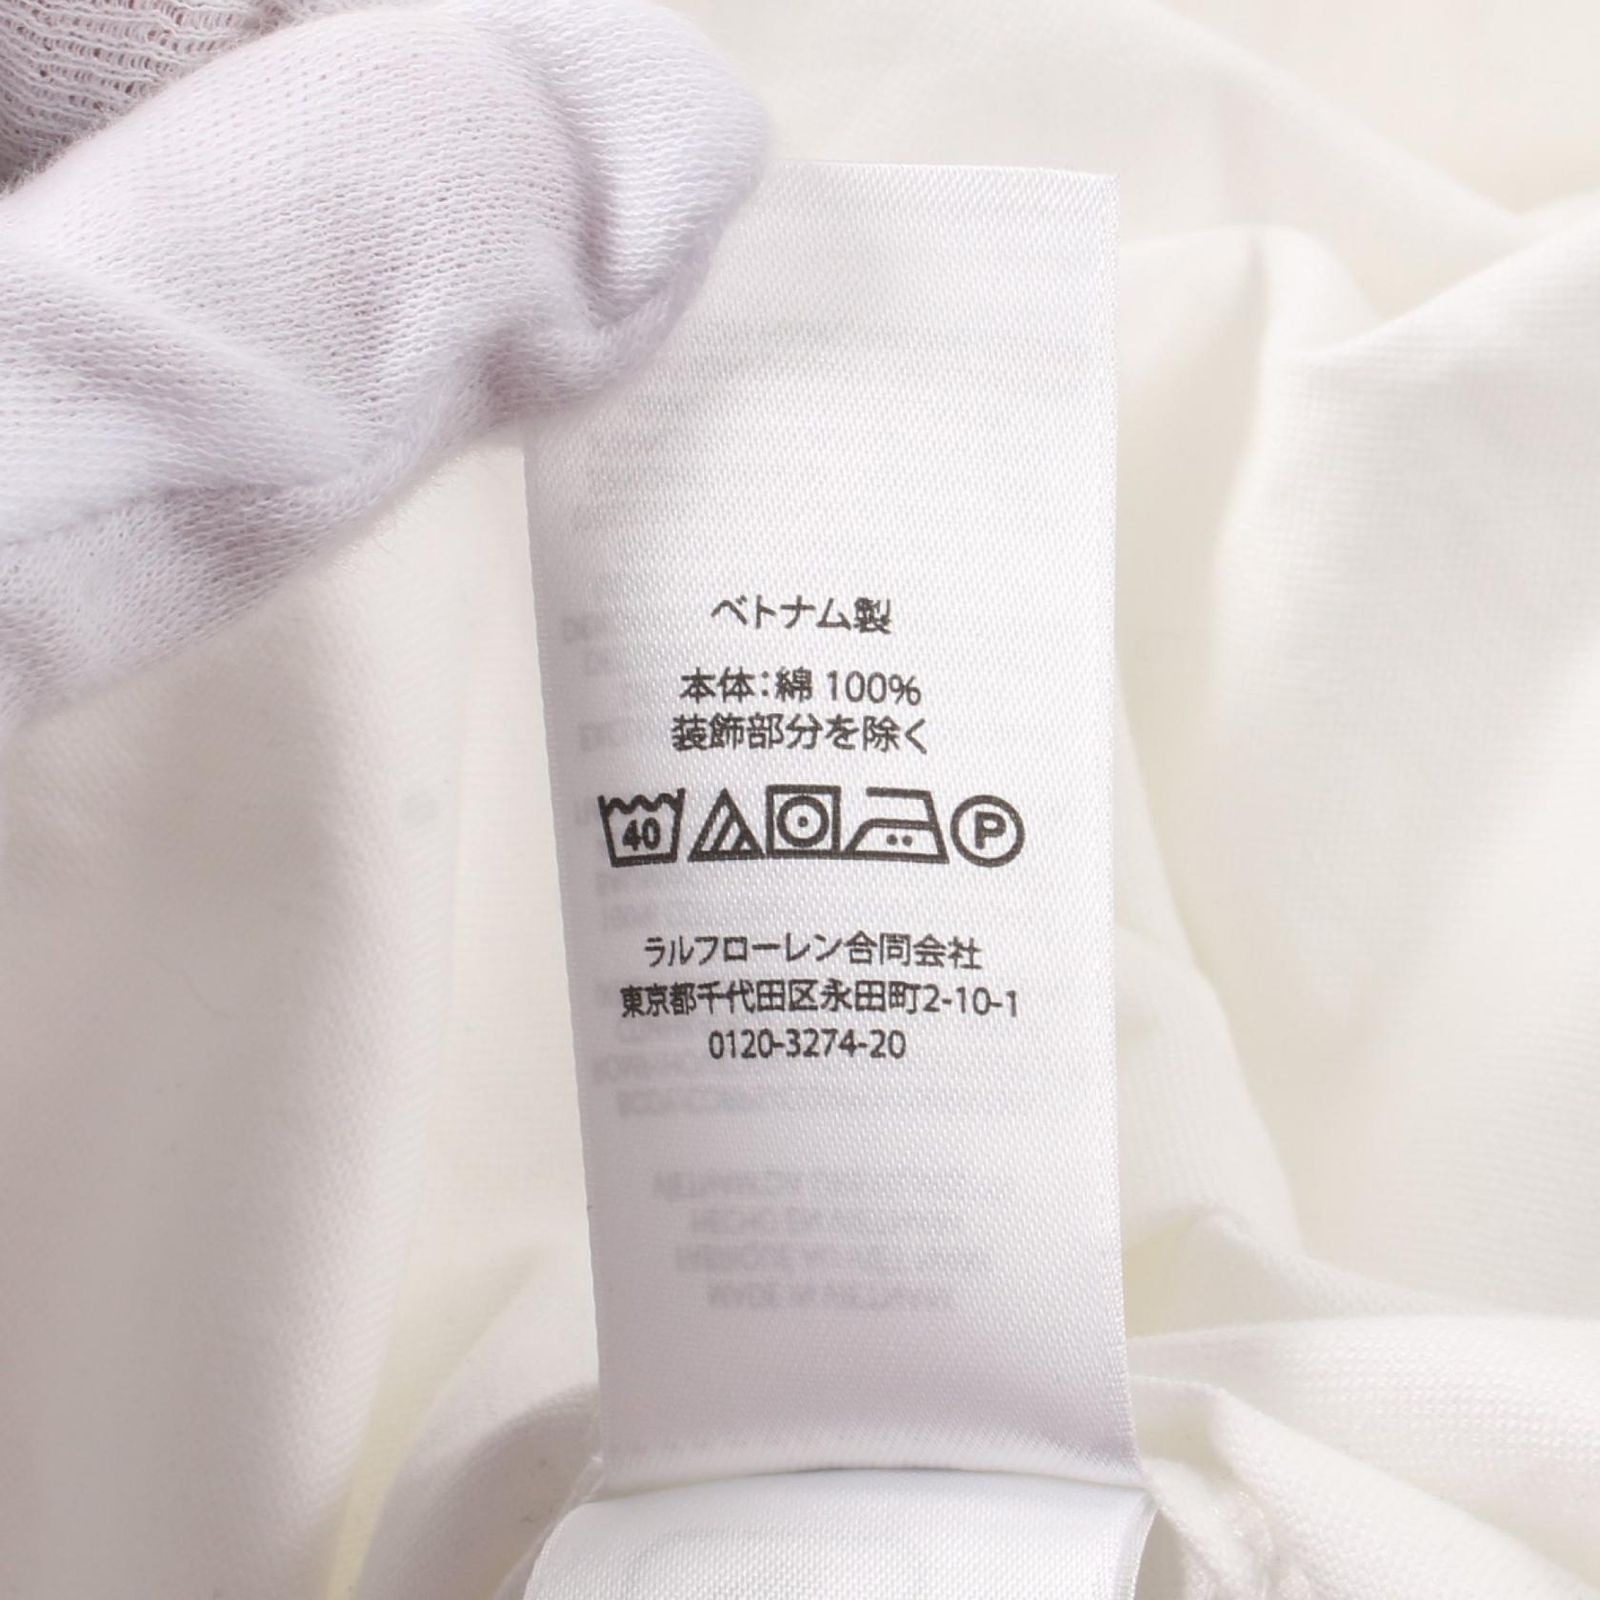 ベトナム製
本体：綿 100%
装飾部分を除く
40 P
ラルフローレン合同会社
東京都千代田区永田町2-10-1
0120-3274-20